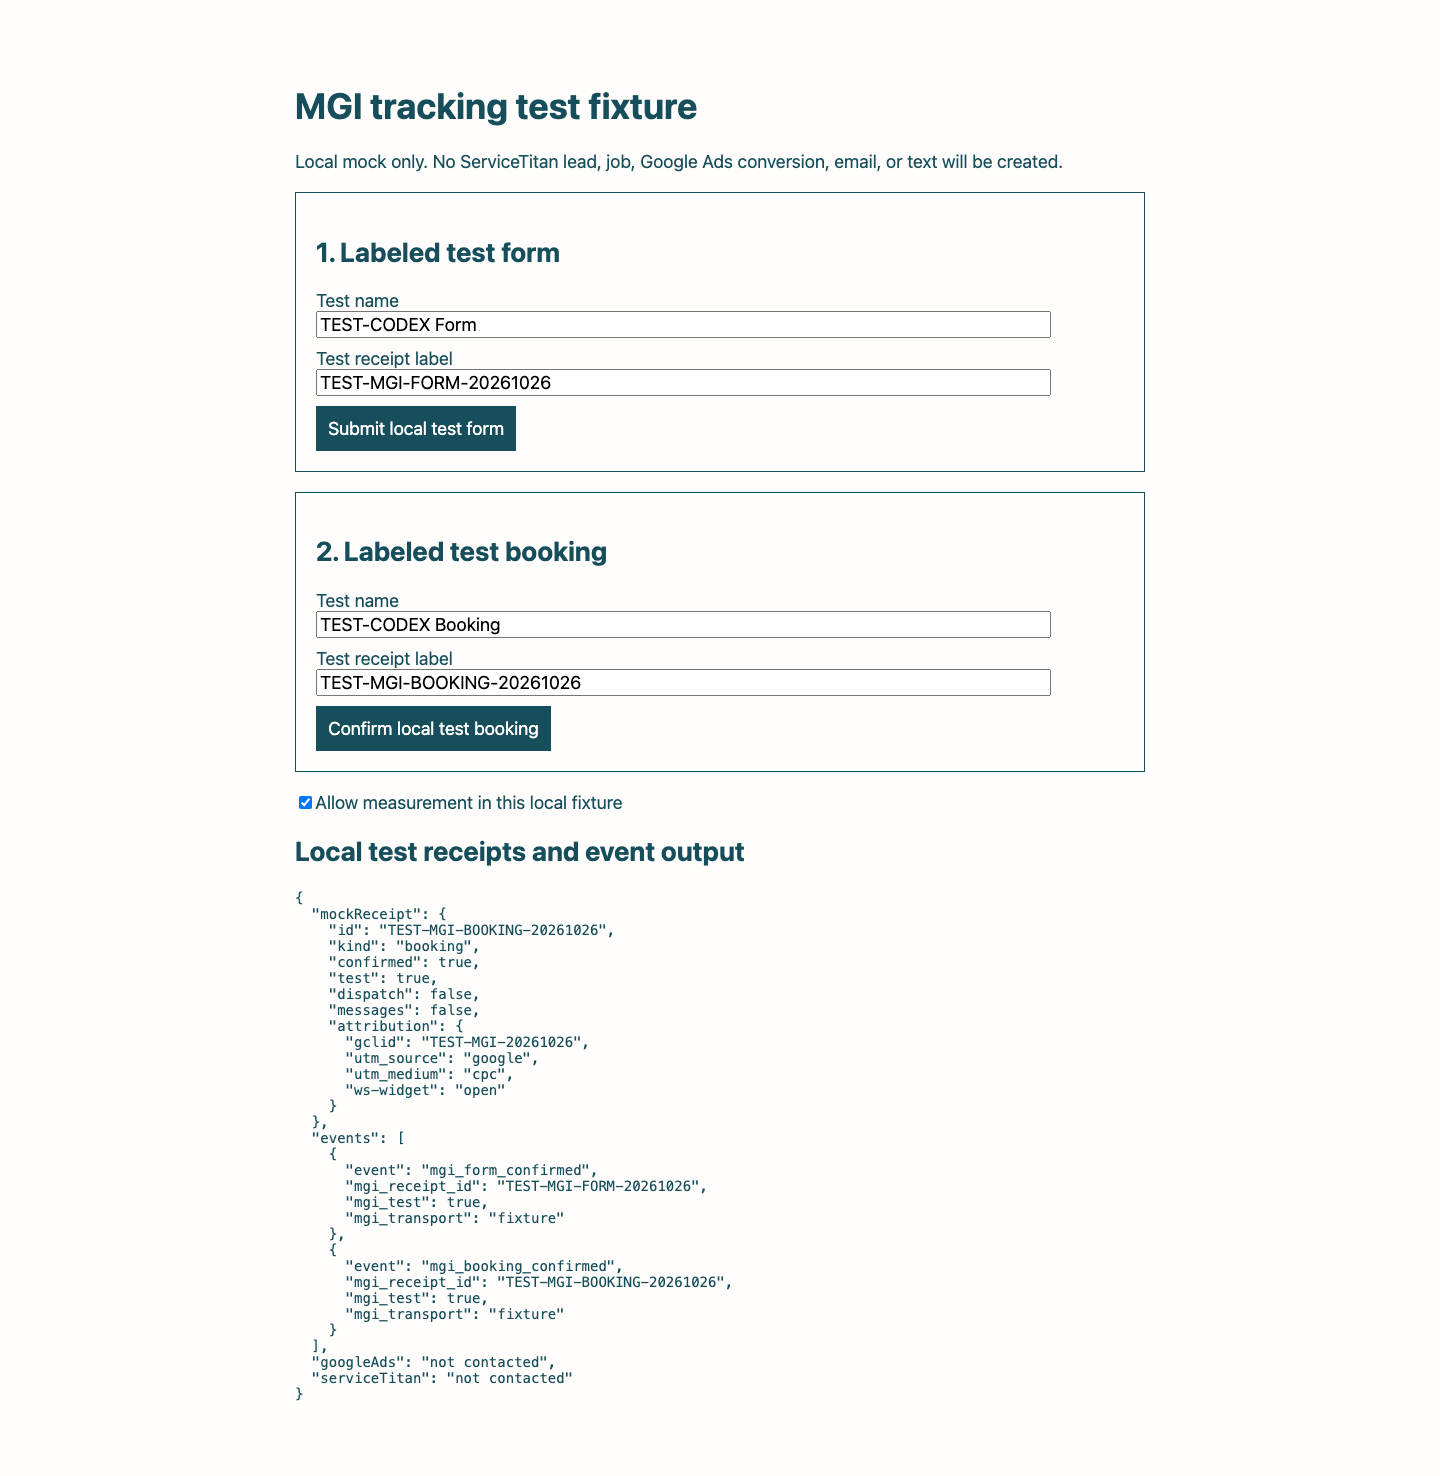 MGI tracking test fixture
Local mock only. No ServiceTitan lead, job, Google Ads conversion, email, or text will be created.
1. Labeled test form
Test name
TEST-CODEX Form
Test receipt label
TEST-MGI-FORM-20261026
Submit local test form
2. Labeled test booking
Test name
TEST-CODEX Booking
Test receipt label
TEST-MGI-BOOKING-20261026
Confirm local test booking
Allow measurement in this local fixture
Local test receipts and event output
{
  "mockReceipt": {
    "id": "TEST-MGI-BOOKING-20261026",
    "kind": "booking",
    "confirmed": true,
    "test": true,
    "dispatch": false,
    "messages": false,
    "attribution": {
      "gclid": "TEST-MGI-20261026",
      "utm_source": "google",
      "utm_medium": "cpc",
      "ws-widget": "open"
    }
  },
  "events": [
    {
      "event": "mgi_form_confirmed",
      "mgi_receipt_id": "TEST-MGI-FORM-20261026",
      "mgi_test": true,
      "mgi_transport": "fixture"
    },
    {
      "event": "mgi_booking_confirmed",
      "mgi_receipt_id": "TEST-MGI-BOOKING-20261026",
      "mgi_test": true,
      "mgi_transport": "fixture"
    }
  ],
  "googleAds": "not contacted",
  "serviceTitan": "not contacted"
}